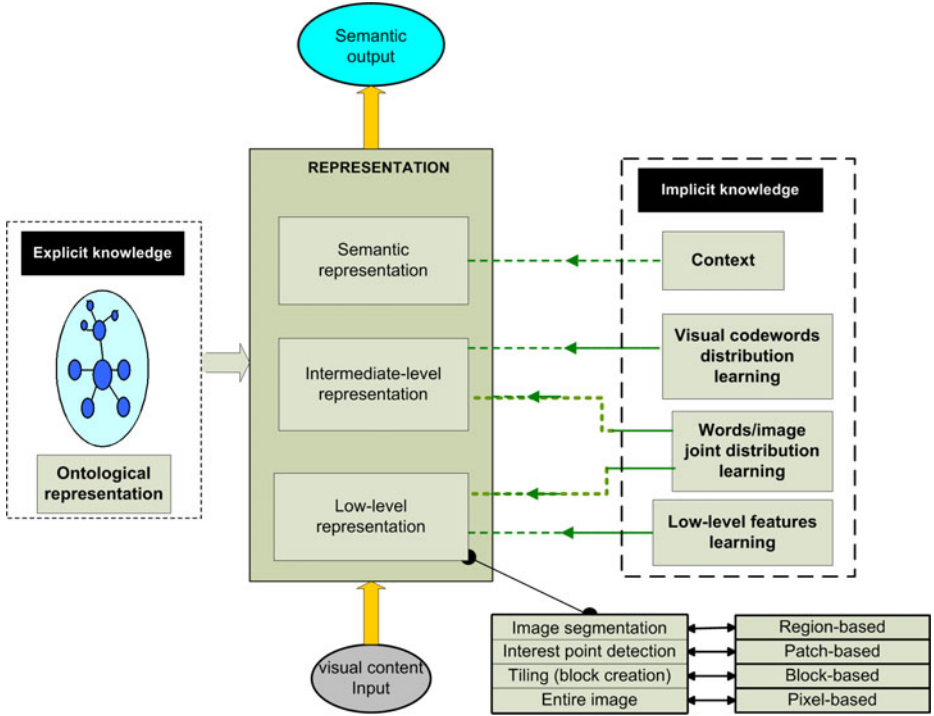 Semantic
output
REPRESENTATION
Semantic
representation
Intermediate-level
representation
Low-level
representation
Explicit knowledge
Ontological
representation
Implicit knowledge
Context
Visual codewords
distribution
learning
Words/image
joint distribution
learning
Low-level features
learning
visual content
Input
Image segmentation
Region-based
Interest point detection
Patch-based
Tiling (block creation)
Block-based
Entire image
Pixel-based